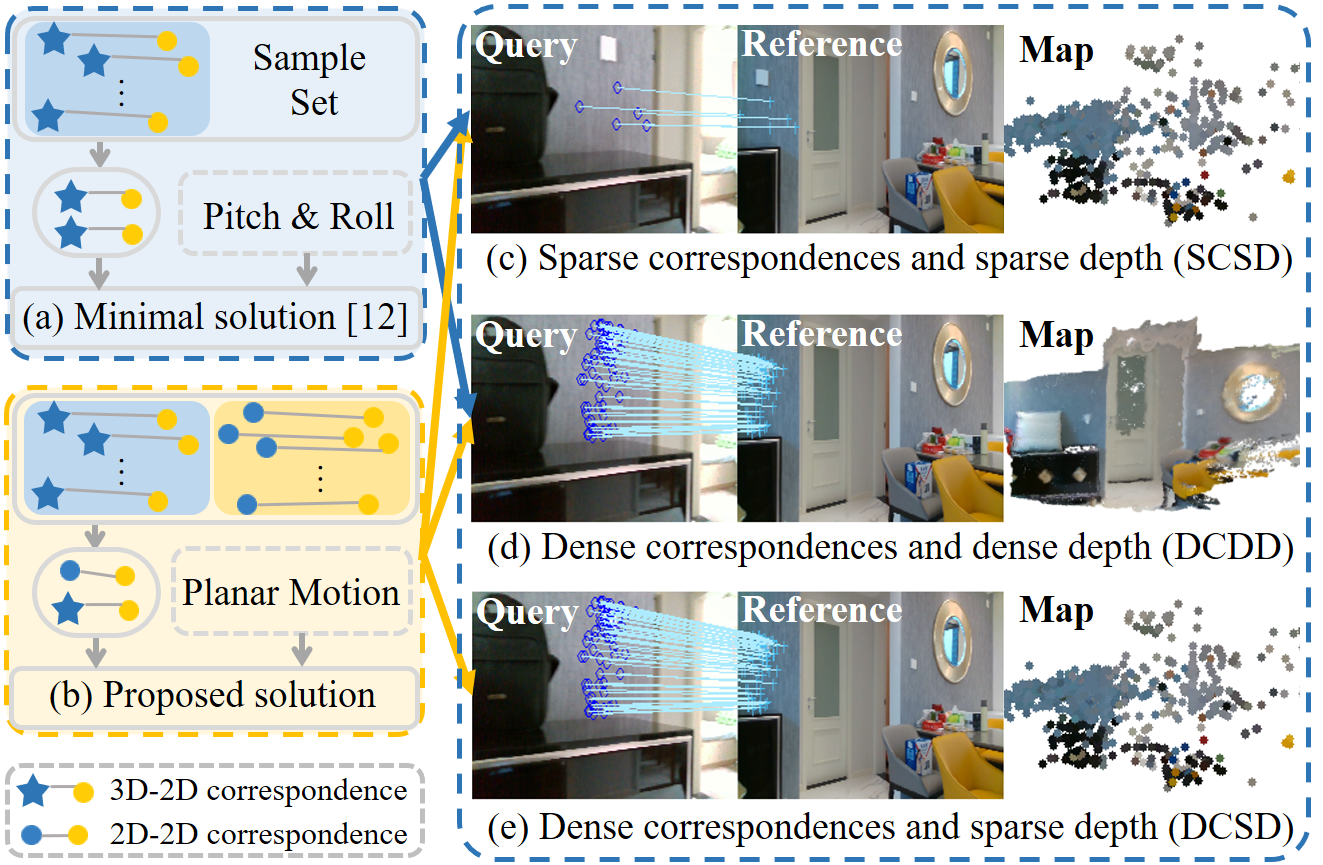 Sample
Set
Pitch & Roll
(a) Minimal solution [12]
Planar Motion
(b) Proposed solution
3D-2D correspondence
2D-2D correspondence
Query
Reference
Map
(c) Sparse correspondences and sparse depth (SCSD)
Query
Reference
Map
(d) Dense correspondences and dense depth (DCDD)
Query
Reference
Map
(e) Dense correspondences and sparse depth (DCSD)